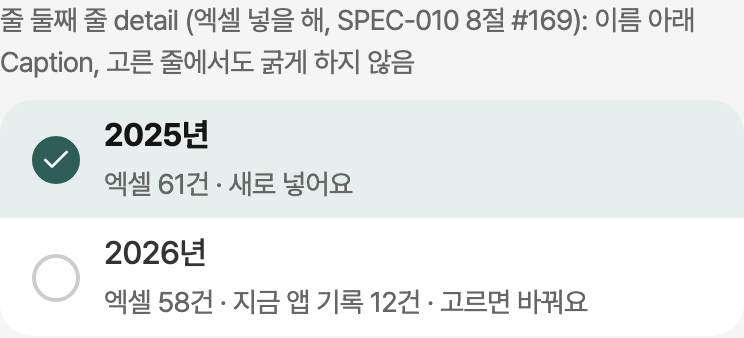 줄 둘째 줄 detail (엑셀 넣을 해, SPEC-010 8절 #169): 이름 아래
Caption, 고른 줄에서도 굵게 하지 않음
2025년
엑셀 61건 · 새로 넣어요
2026년
엑셀 58건 · 지금 앱 기록 12건 · 고르면 바꿔요